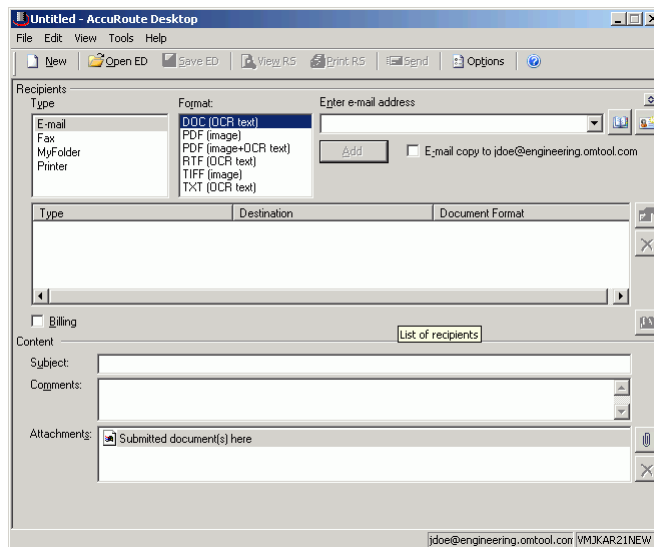 Untitled - AccuRoute Desktop
File Edit View Tools Help
New Open ED Save ED View RS Print RS Send Options
Recipients
Type Format: Enter e-mail address
E-mail
Fax
MyFolder
Printer
DOC (OCR text)
PDF (image)
PDF (image+OCR text)
RTF (OCR text)
TIFF (image)
TXT (OCR text)
Add E-mail copy to jdoe@engineering.omtool.com
Type Destination Document Format
Billing
List of recipients
Content
Subject:
Comments:
Attachments: Submitted document(s) here
jdoe@engineering.omtool.com VMJKAR21NEW